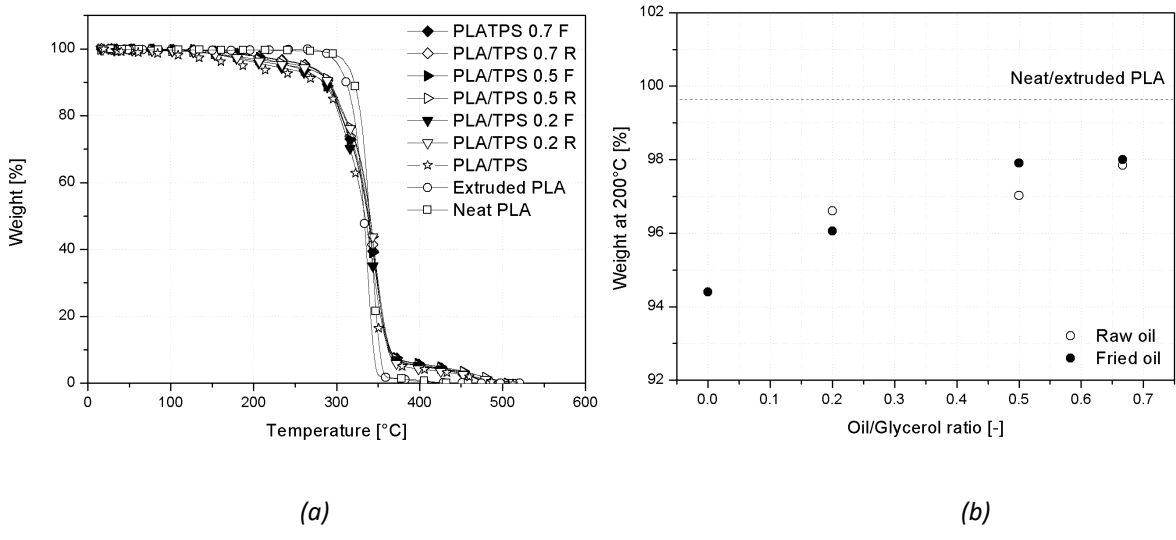 PLATPS 0.7 F
PLA/TPS 0.7 R
PLA/TPS 0.5 F
PLA/TPS 0.5 R
PLA/TPS 0.2 F
PLA/TPS 0.2 R
PLA/TPS
Extruded PLA
Neat PLA
100
80
60
40
20
0
Weight [%]
0 100 200 300 400 500 600
Temperature [°C]
(a)
102
100
98
96
94
92
Weight at 200°C [%]
Neat/extruded PLA
Raw oil
Fried oil
0.0 0.1 0.2 0.3 0.4 0.5 0.6 0.7
Oil/Glycerol ratio [-]
(b)